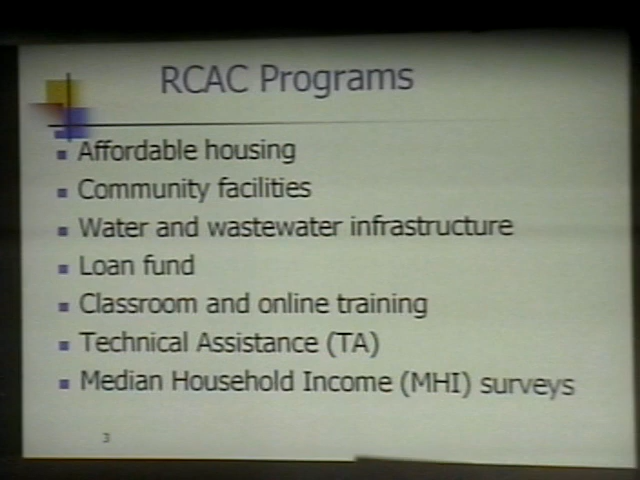 RCAC Programs
Affordable housing
Community facilities
Water and wastewater infrastructure
Loan fund
Classroom and online training
Technical Assistance (TA)
Median Household Income (MHI) surveys
3